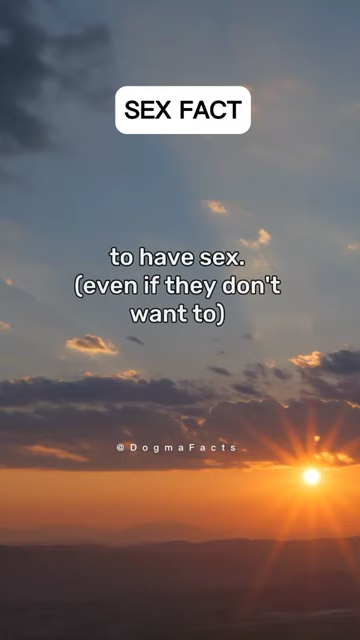 SEX FACT
to have sex.
(even if they don't
want to)
@DogmaFacts